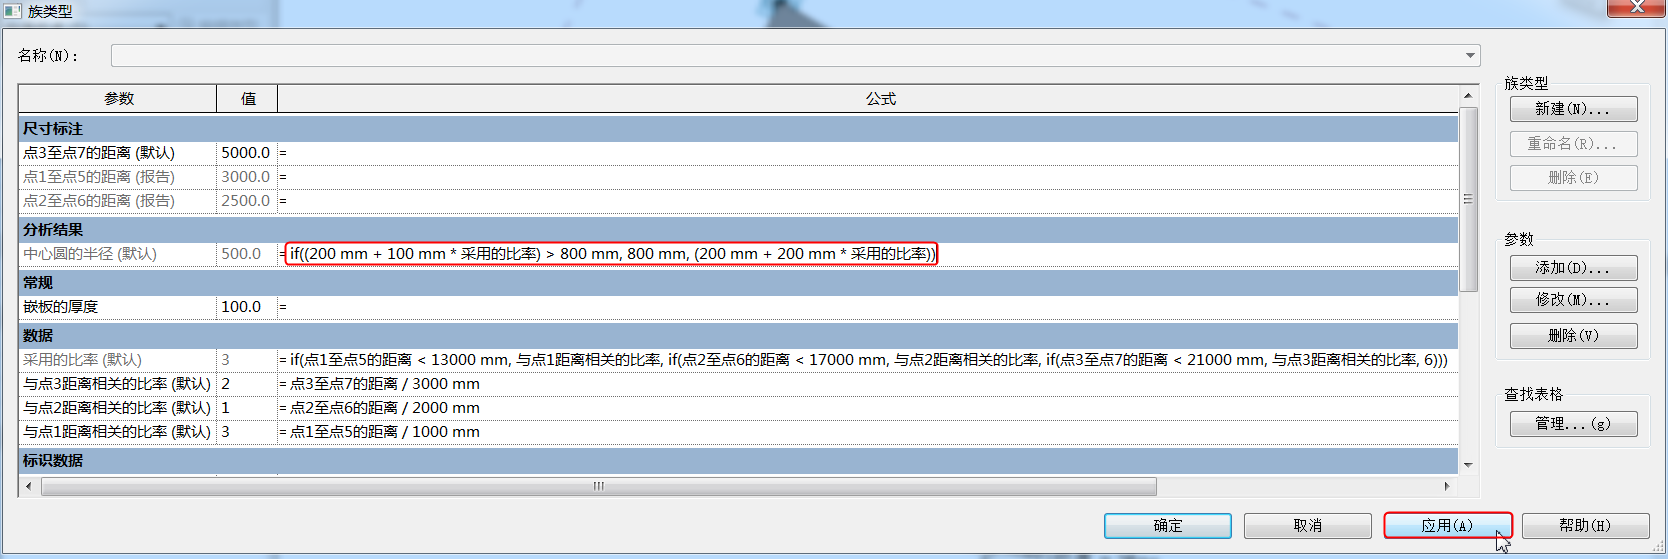 族类型
名称(N):
参数 值 公式
尺寸标注
点3至点7的距离 (默认) 5000.0 =
点1至点5的距离 (报告) 3000.0 =
点2至点6的距离 (报告) 2500.0 =
分析结果
中心圆的半径 (默认) 500.0 = if((200 mm + 100 mm * 采用的比率) > 800 mm, 800 mm, (200 mm + 200 mm * 采用的比率))
常规
嵌板的厚度 100.0 =
数据
采用的比率 (默认) 3 = if(点1至点5的距离 < 13000 mm, 与点1距离相关的比率, if(点2至点6的距离 < 17000 mm, 与点2距离相关的比率, if(点3至点7的距离 < 21000 mm, 与点3距离相关的比率, 6)))
与点3距离相关的比率 (默认) 2 = 点3至点7的距离 / 3000 mm
与点2距离相关的比率 (默认) 1 = 点2至点6的距离 / 2000 mm
与点1距离相关的比率 (默认) 3 = 点1至点5的距离 / 1000 mm
标识数据
族类型
新建(N)...
重命名(R)...
删除(E)
参数
添加(D)...
修改(M)...
删除(V)
查找表格
管理...(g)
确定 取消 应用(A) 帮助(H)